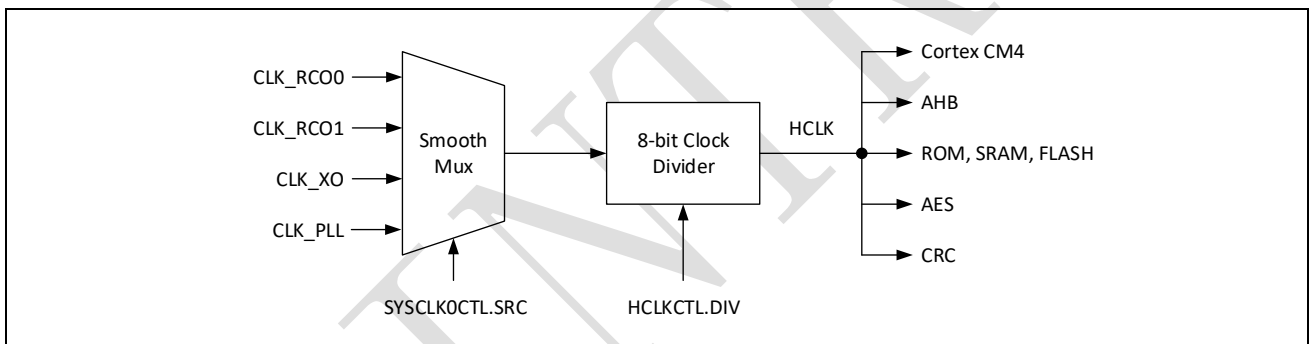 CLK_RCO0
CLK_RCO1
CLK_XO
CLK_PLL
Smooth
Mux
SYSCLK0CTL.SRC
8-bit Clock
Divider
HCLKCTL.DIV
HCLK
Cortex CM4
AHB
ROM, SRAM, FLASH
AES
CRC